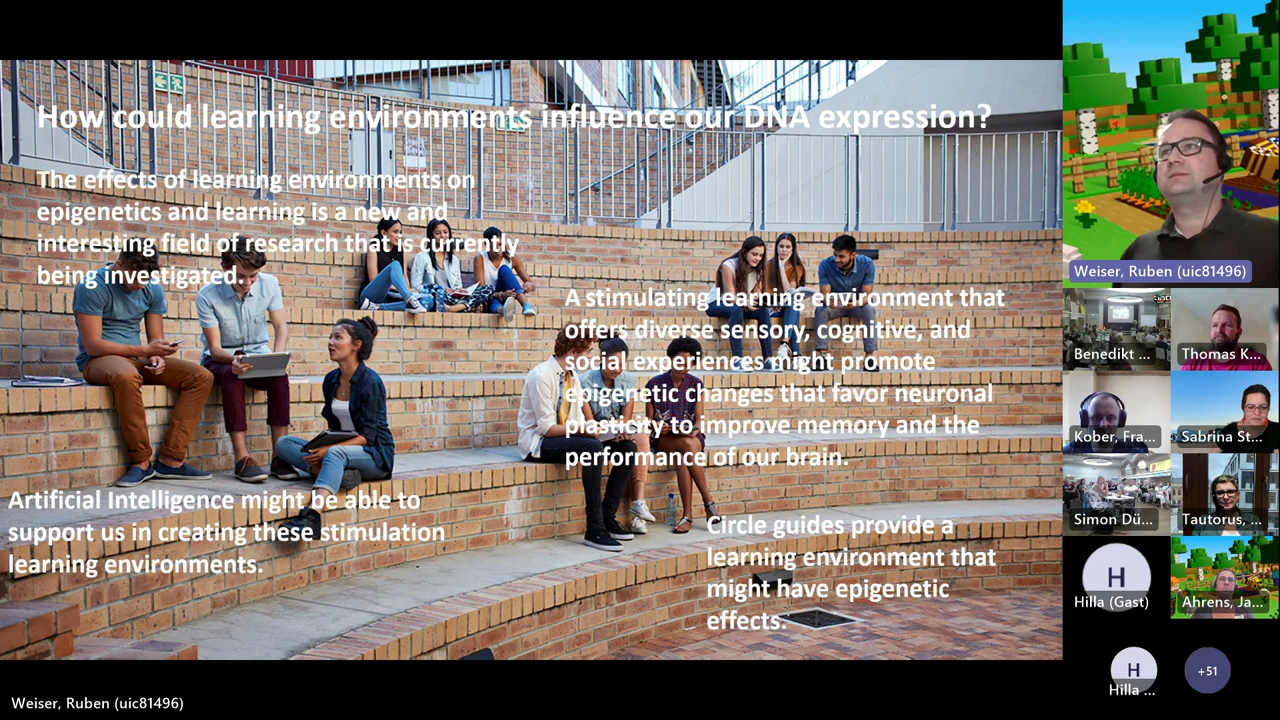 How could learning environments influence our DNA expression?
The effects of learning environments on
epigenetics and learning is a new and
interesting field of research that is currently
being investigated.
A stimulating learning environment that
offers diverse sensory, cognitive, and
social experiences might promote
epigenetic changes that favor neuronal
plasticity to improve memory and the
performance of our brain.
Artificial Intelligence might be able to
support us in creating these stimulation
learning environments.
Circle guides provide a
learning environment that
might have epigenetic
effects.
Weiser, Ruben (uic81496)
Benedikt ...
Thomas K...
Kober, Fra...
Sabrina St...
Simon Dü...
Tautorus, ...
H
Hilla (Gast)
Ahrens, Ja...
H
Hilla ...
+51
Weiser, Ruben (uic81496)